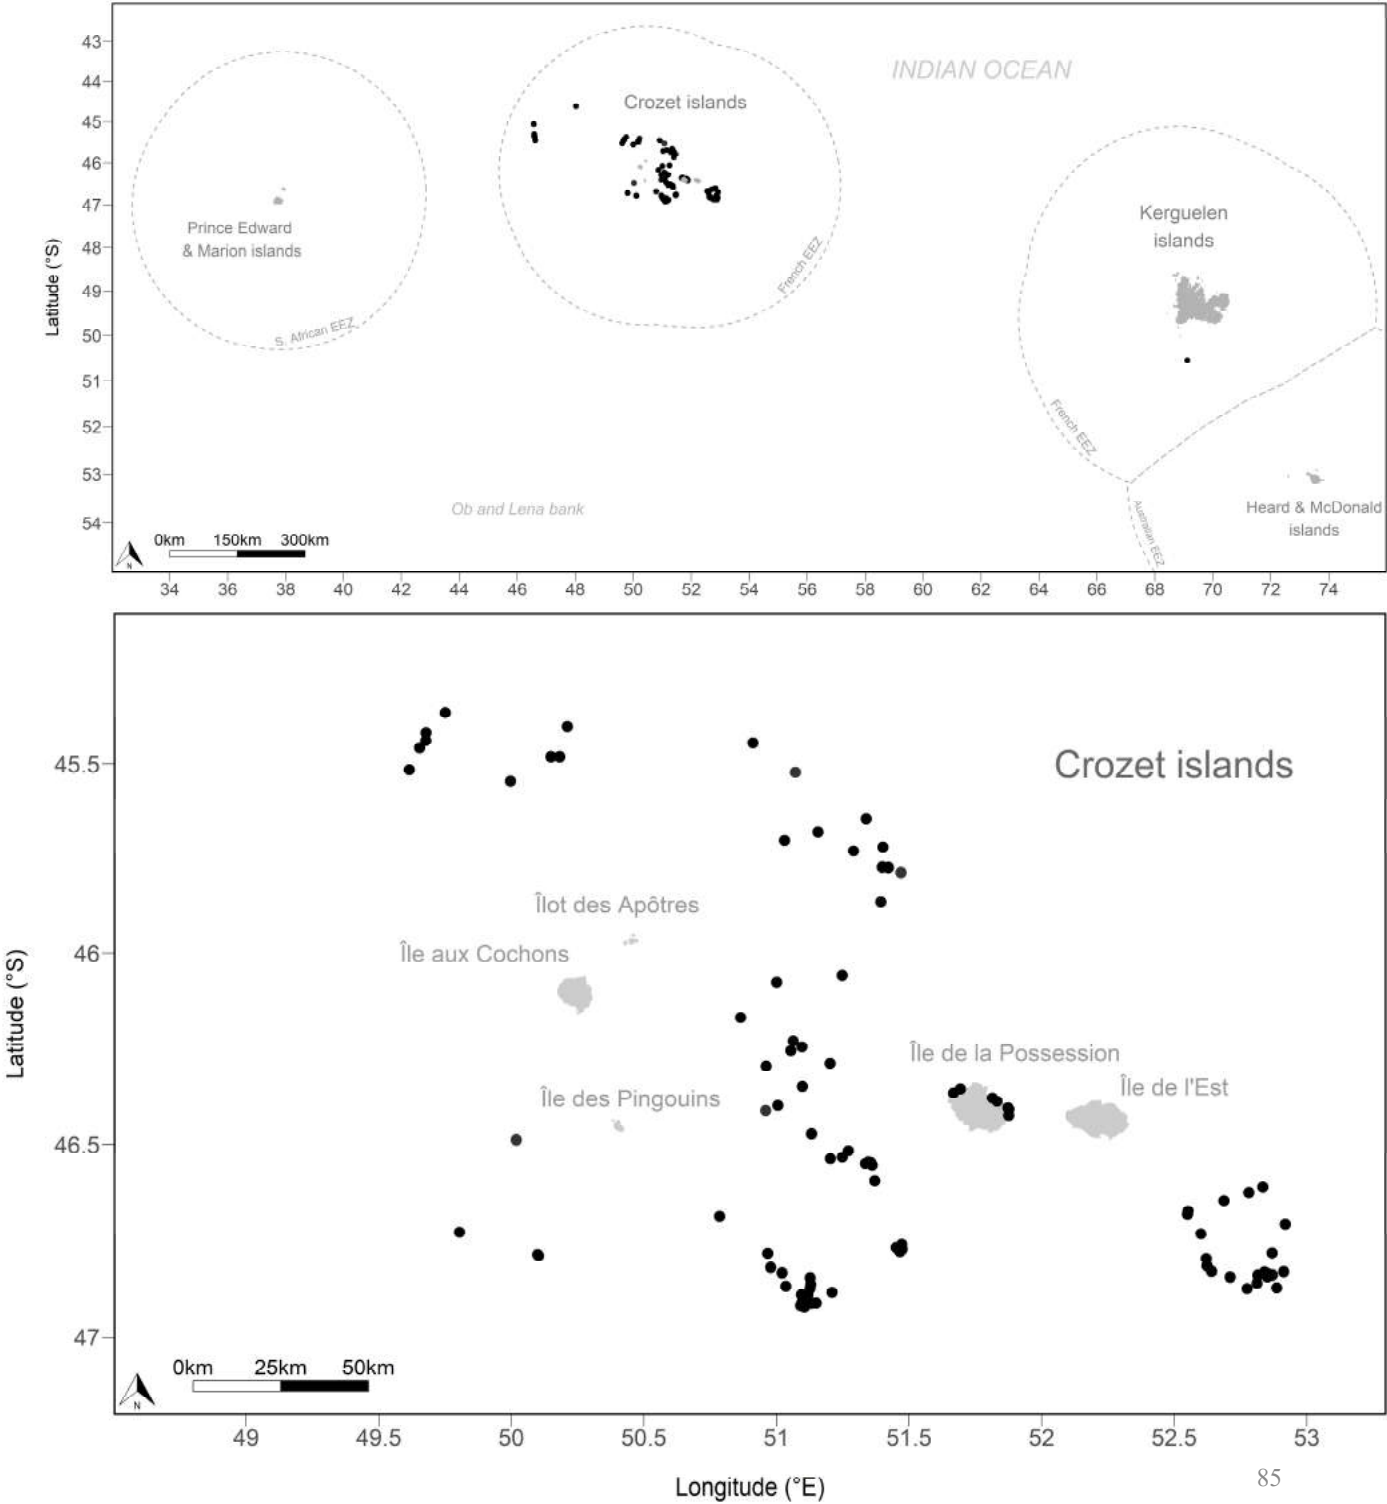 INDIAN OCEAN
Crozet islands
Prince Edward
& Marion islands
S. African EEZ
French EEZ
Kerguelen
islands
French EEZ
Australian EEZ
Heard & McDonald
islands
Ob and Lena bank
Latitude (°S)
43
44
45
46
47
48
49
50
51
52
53
54
0km 150km 300km
N
34 36 38 40 42 44 46 48 50 52 54 56 58 60 62 64 66 68 70 72 74
Crozet islands
Îlot des Apôtres
Île aux Cochons
Île de la Possession
Île de l'Est
Île des Pingouins
Latitude (°S)
45.5
46
46.5
47
0km 25km 50km
N
49 49.5 50 50.5 51 51.5 52 52.5 53
Longitude (°E)
85